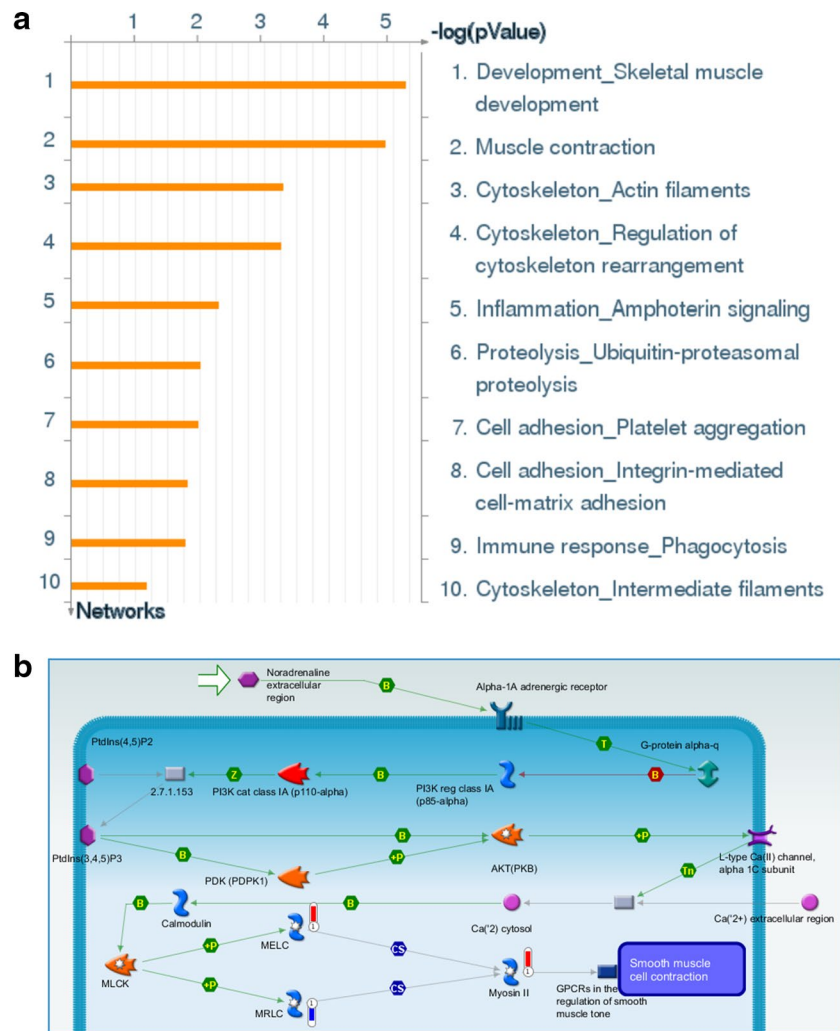 a
1 2 3 4 5
-log(pValue)
1
2
3
4
5
6
7
8
9
10
Networks
1. Development_Skeletal muscle
development
2. Muscle contraction
3. Cytoskeleton_Actin filaments
4. Cytoskeleton_Regulation of
cytoskeleton rearrangement
5. Inflammation_Amphoterin signaling
6. Proteolysis_Ubiquitin-proteasomal
proteolysis
7. Cell adhesion_Platelet aggregation
8. Cell adhesion_Integrin-mediated
cell-matrix adhesion
9. Immune response_Phagocytosis
10. Cytoskeleton_Intermediate filaments
b
Noradrenaline
extracellular
region
B
Alpha-1A adrenergic receptor
T
G-protein alpha-q
PtdIns(4,5)P2
2.7.1.153
Z
PI3K cat class IA (p110-alpha)
B
PI3K reg class IA
(p85-alpha)
B
PtdIns(3,4,5)P3
B
B
PDK (PDPK1)
+P
AKT(PKB)
+P
L-type Ca(II) channel,
alpha 1C subunit
Tn
B
Calmodulin
B
Ca('2) cytosol
Ca('2+) extracellular region
MLCK
+P
MELC
1
CS
+P
MRLC
1
CS
Myosin II
1
GPCRs in the
regulation of smooth
muscle tone
Smooth muscle
cell contraction